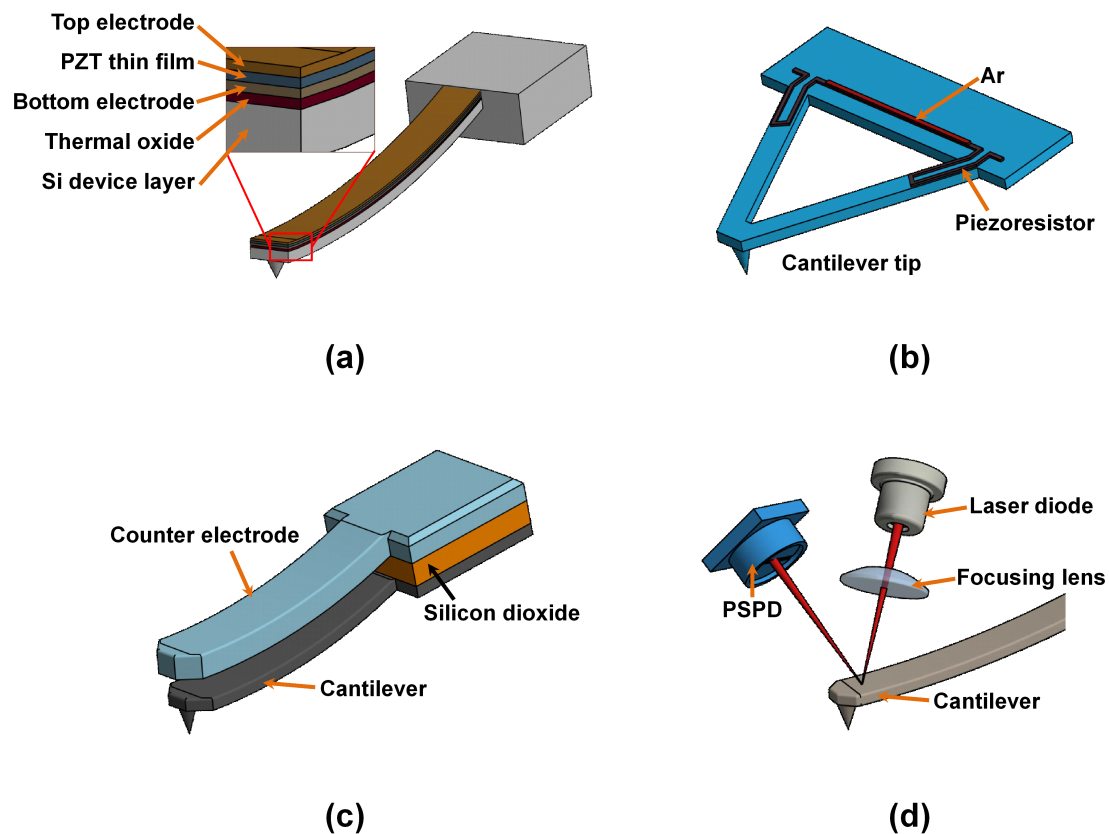 Top electrode
PZT thin film
Bottom electrode
Thermal oxide
Si device layer
(a)
Ar
Piezoresistor
Cantilever tip
(b)
Counter electrode
Silicon dioxide
Cantilever
(c)
Laser diode
Focusing lens
PSPD
Cantilever
(d)